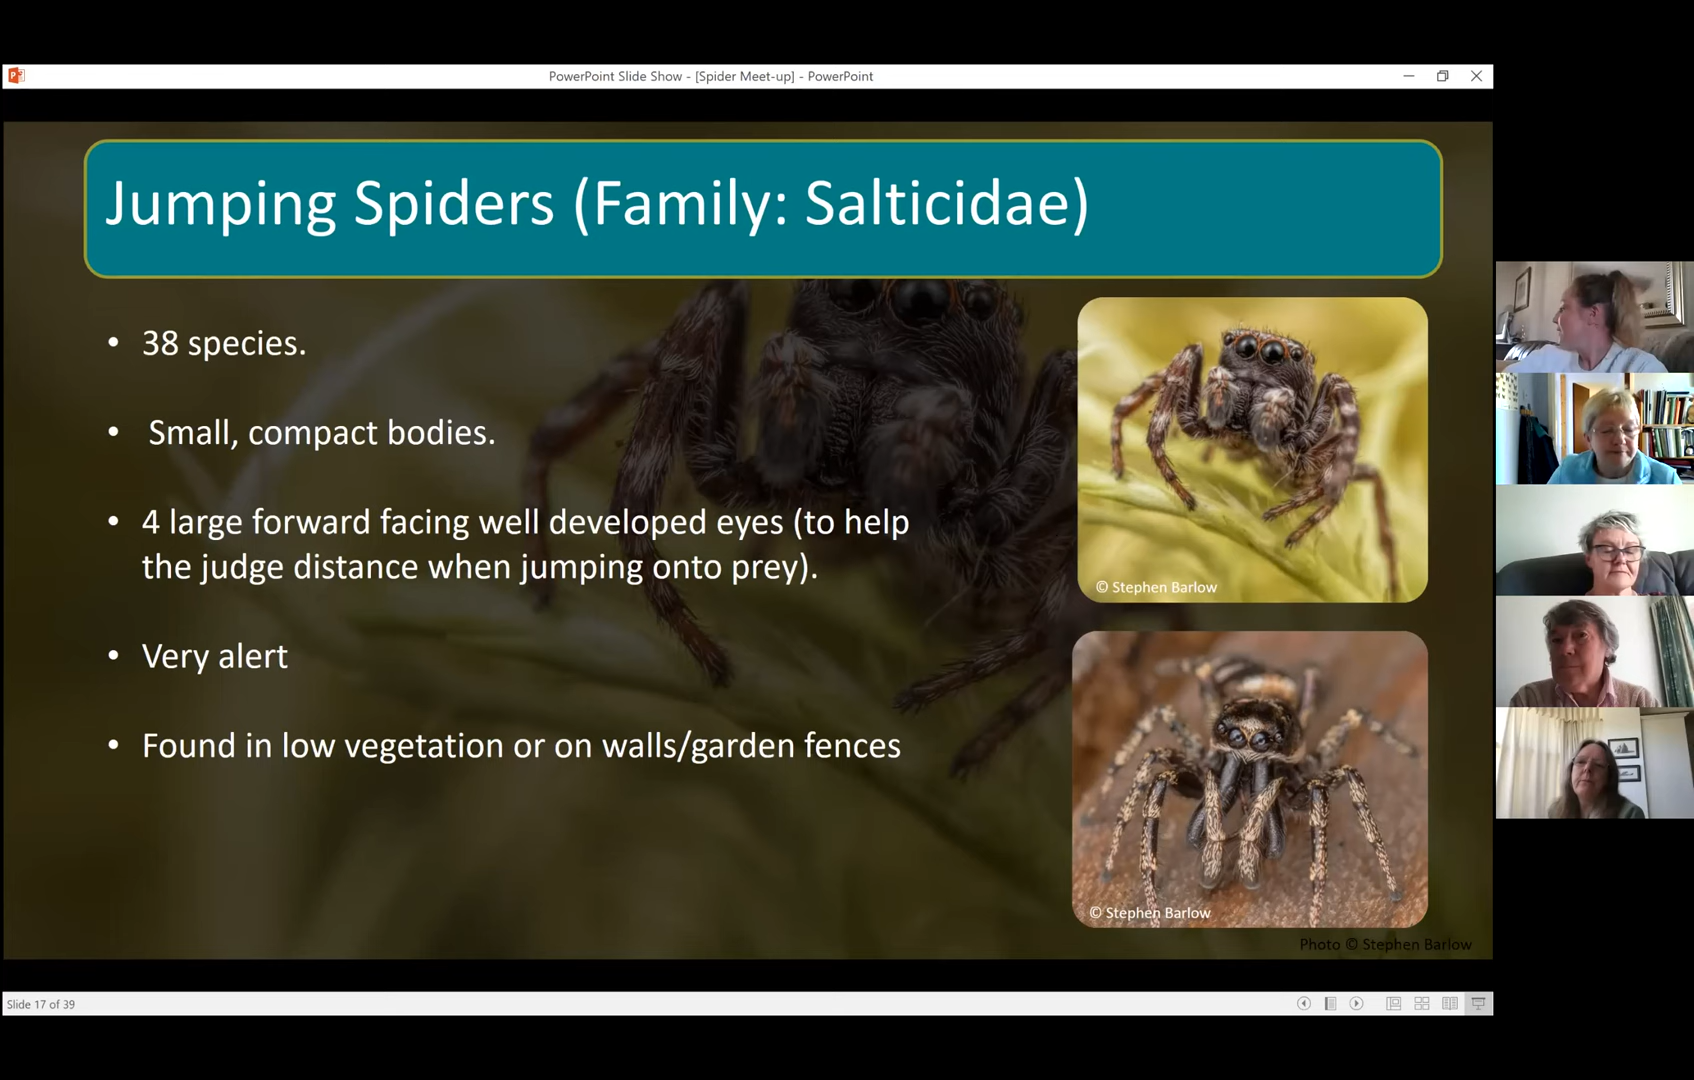 PowerPoint Slide Show - [Spider Meet-up] - PowerPoint
Jumping Spiders (Family: Salticidae)
• 38 species.
• Small, compact bodies.
• 4 large forward facing well developed eyes (to help
the judge distance when jumping onto prey).
• Very alert
• Found in low vegetation or on walls/garden fences
© Stephen Barlow
© Stephen Barlow
Photo © Stephen Barlow
Slide 17 of 39